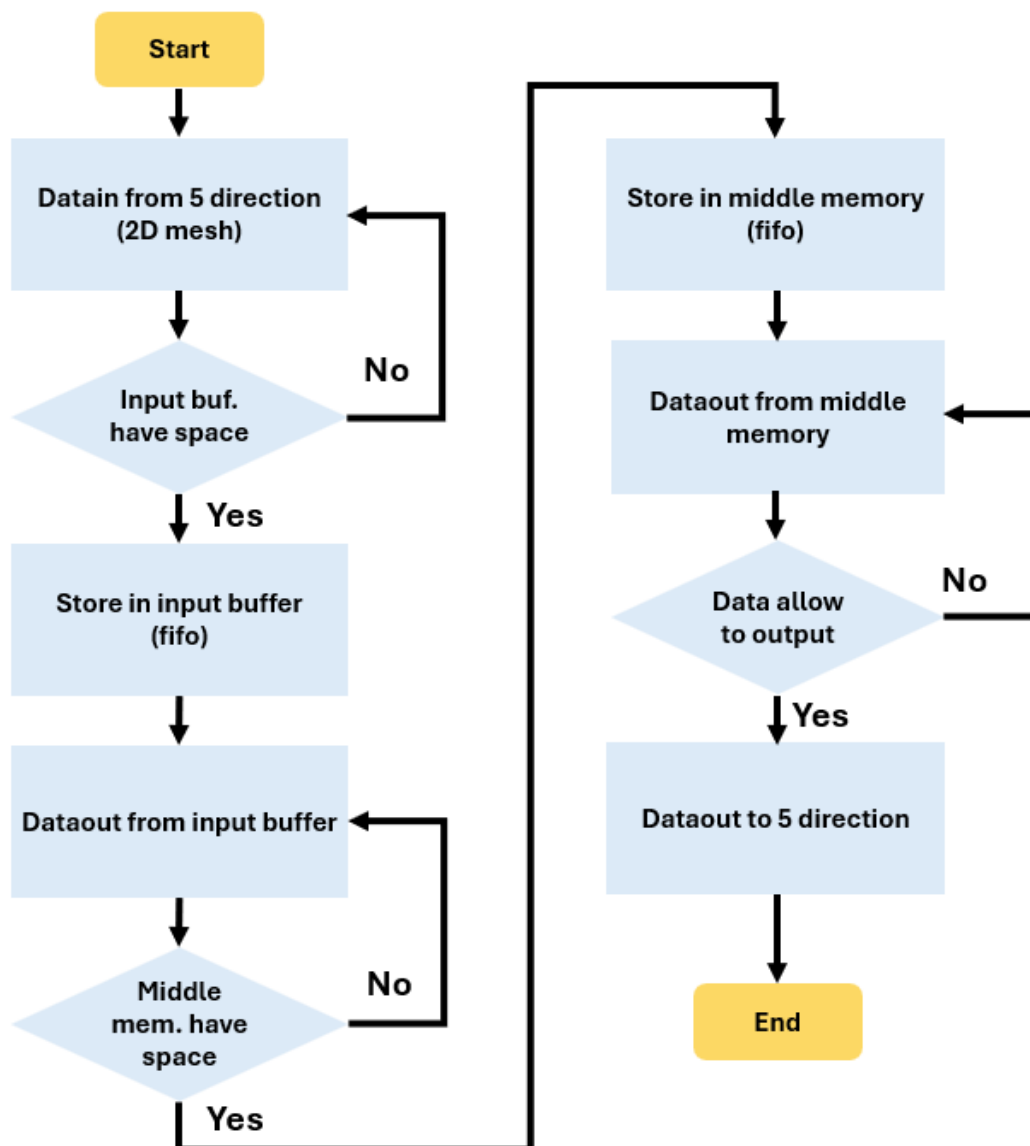 Start
Datain from 5 direction
(2D mesh)
No
Input buf.
have space
Yes
Store in input buffer
(fifo)
Dataout from input buffer
No
Middle
mem. have
space
Yes
Store in middle memory
(fifo)
Dataout from middle
memory
No
Data allow
to output
Yes
Dataout to 5 direction
End